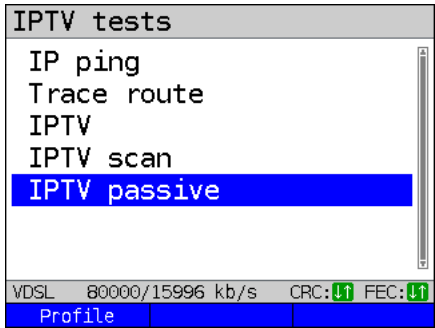 IPTV tests
IP ping
Trace route
IPTV
IPTV scan
IPTV passive
VDSL 80000/15996 kb/s CRC:↓↑ FEC:↓↑
Profile